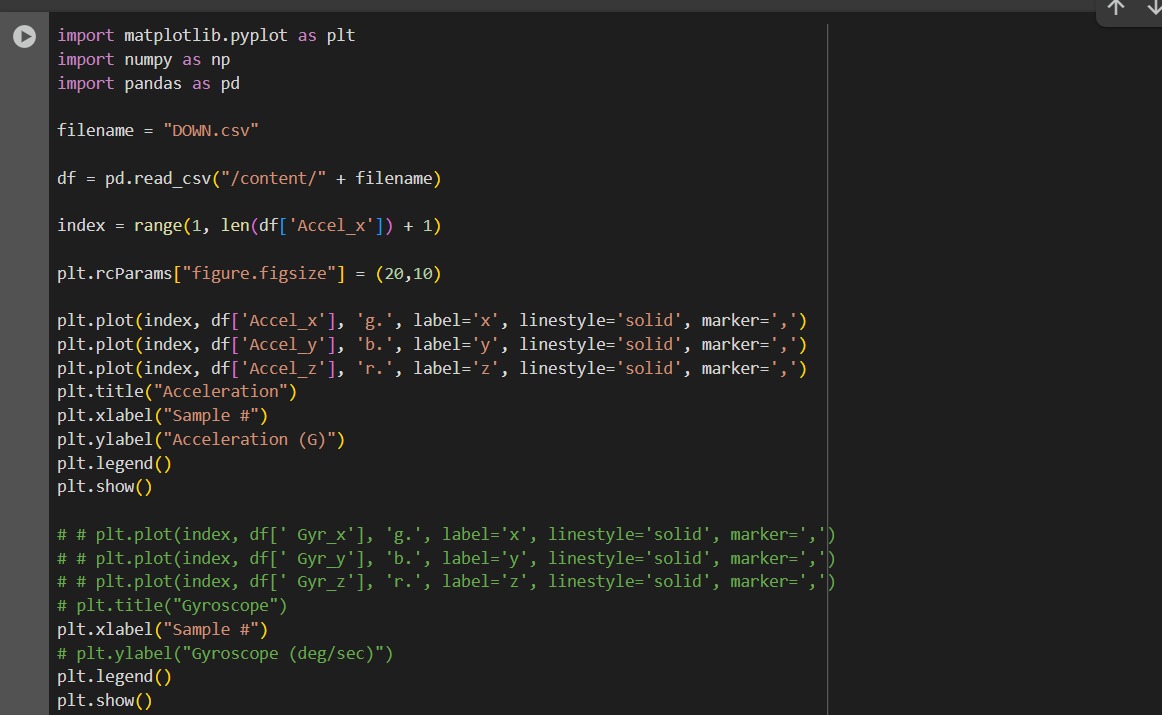 import matplotlib.pyplot as plt
import numpy as np
import pandas as pd
filename = "DOWN.csv"
df = pd.read_csv("/content/" + filename)
index = range(1, len(df['Accel_x']) + 1)
plt.rcParams["figure.figsize"] = (20,10)
plt.plot(index, df['Accel_x'], 'g.', label='x', linestyle='solid', marker=',')
plt.plot(index, df['Accel_y'], 'b.', label='y', linestyle='solid', marker=',')
plt.plot(index, df['Accel_z'], 'r.', label='z', linestyle='solid', marker=',')
plt.title("Acceleration")
plt.xlabel("Sample #")
plt.ylabel("Acceleration (G)")
plt.legend()
plt.show()
# # plt.plot(index, df[' Gyr_x'], 'g.', label='x', linestyle='solid', marker=',')
# # plt.plot(index, df[' Gyr_y'], 'b.', label='y', linestyle='solid', marker=',')
# # plt.plot(index, df[' Gyr_z'], 'r.', label='z', linestyle='solid', marker=',')
# plt.title("Gyroscope")
plt.xlabel("Sample #")
# plt.ylabel("Gyroscope (deg/sec)")
plt.legend()
plt.show()